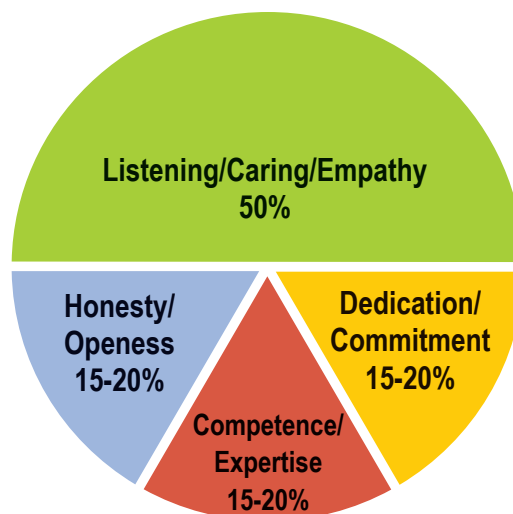 Listening/Caring/Empathy
50%
Honesty/
Openess
15-20%
Dedication/
Commitment
15-20%
Competence/
Expertise
15-20%